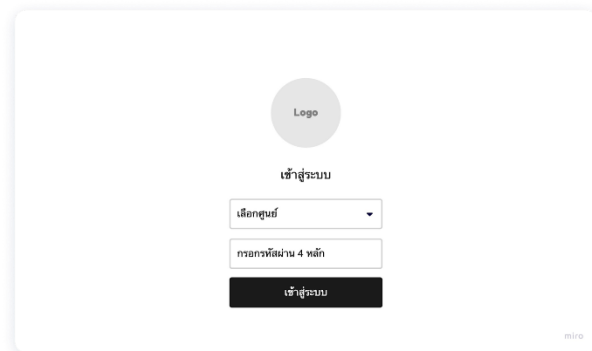 Logo
เข้าสู่ระบบ
เลือกศูนย์
กรอกรหัสผ่าน 4 หลัก
เข้าสู่ระบบ
miro